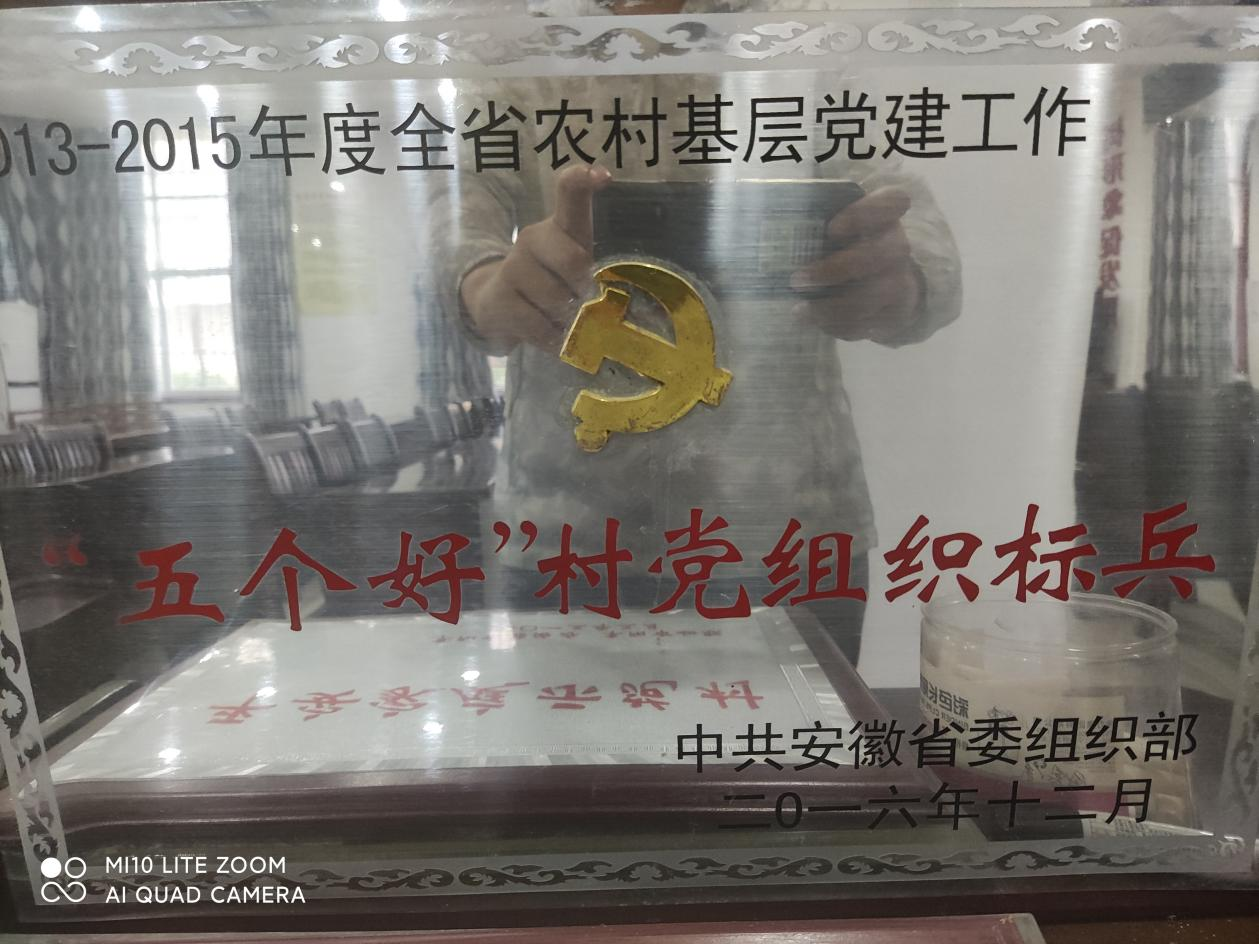 013-2015年度全省农村基层党建工作
“五个好”村党组织标兵
中共安徽省委组织部
二0一六年十二月
MI10 LITE ZOOM
AI QUAD CAMERA